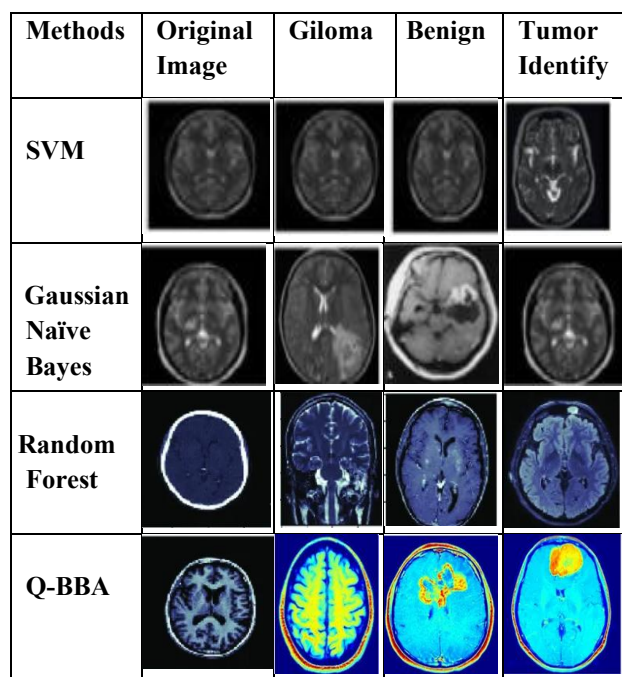 Methods
Original
Image
Giloma
Benign
Tumor
Identify
SVM
Gaussian
Naïve
Bayes
Random
Forest
Q-BBA